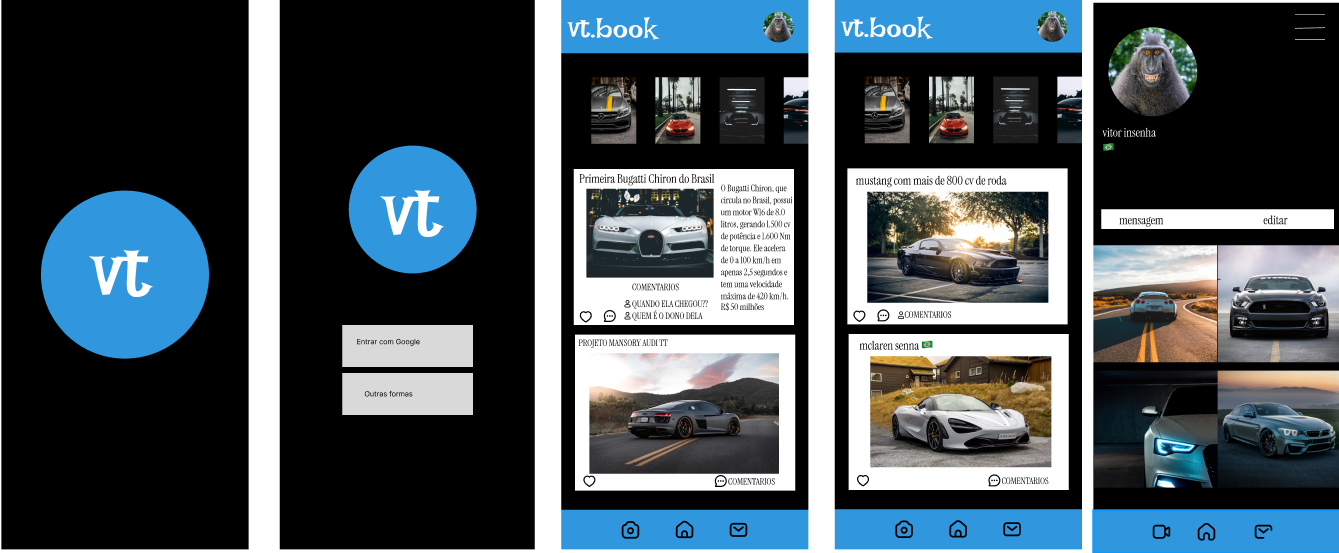 vt
vt
Entrar com Google
Outras formas
vt.book
Primeira Bugatti Chiron do Brasil
O Bugatti Chiron, que
circula no Brasil, possui
um motor W16 de 8.0
litros, gerando 1.500 cv
de potência e 1.600 Nm
de torque. Ele acelera
de 0 a 100 km/h em
apenas 2,5 segundos e
tem uma velocidade
máxima de 420 km/h.
R$ 50 milhões
COMENTARIOS
QUANDO ELA CHEGOU??
QUEM É O DONO DELA
PROJETO MANSORY AUDI TT
COMENTARIOS
vt.book
mustang com mais de 800 cv de roda
COMENTARIOS
mclaren senna 🇧🇷
COMENTARIOS
vitor insenha
🇧🇷
mensagem
editar